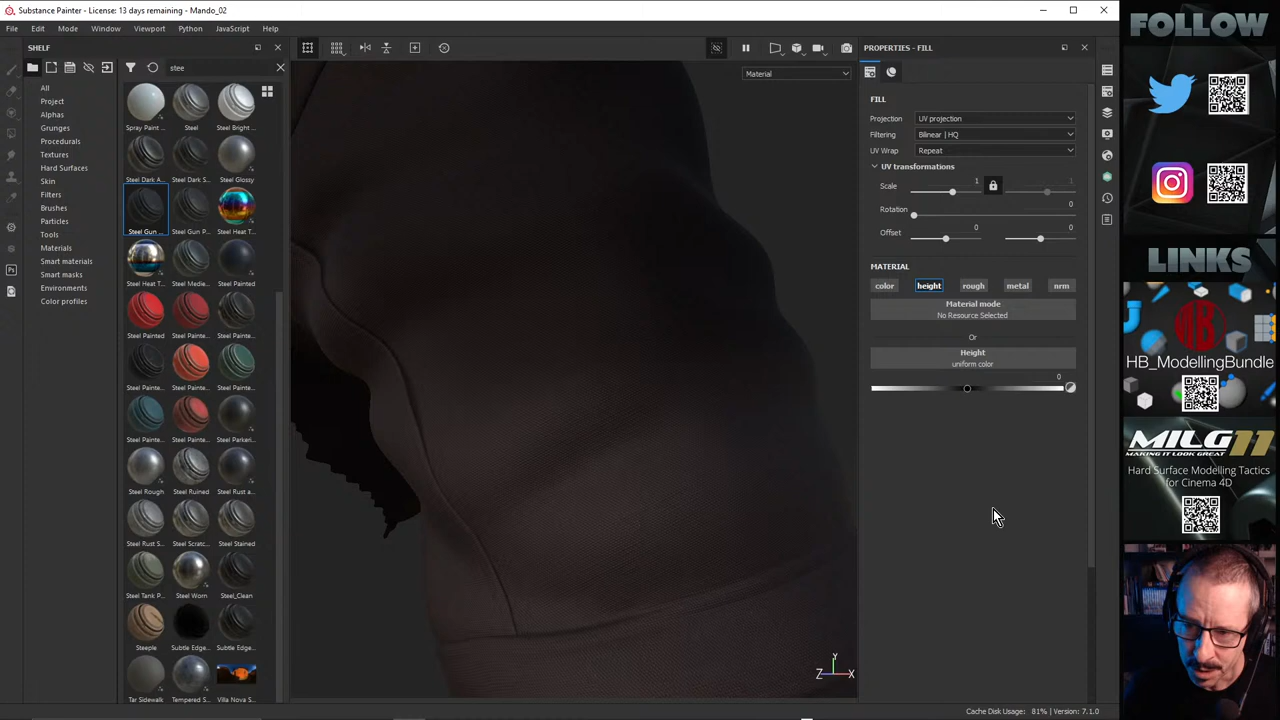 Substance Painter - License: 13 days remaining - Mando_02
File Edit Mode Window Viewport Python JavaScript Help
SHELF
stee
All
Project
Alphas
Grunges
Procedurals
Textures
Hard Surfaces
Skin
Filters
Brushes
Particles
Tools
Materials
Smart materials
Smart masks
Environments
Color profiles
Spray Paint ... Steel Steel Bright ...
Steel Dark A... Steel Dark S... Steel Glossy
Steel Gun ... Steel Gun P... Steel Heat T...
Steel Heat T... Steel Medie... Steel Painted
Steel Painted Steel Painte... Steel Painte...
Steel Painte... Steel Painte... Steel Painte...
Steel Painte... Steel Painte... Steel Parkeri...
Steel Rough Steel Ruined Steel Rust a...
Steel Rust S... Steel Scratc... Steel Stained
Steel Tank P... Steel Worn Steel_Clean
Steeple Subtle Edge... Subtle Edge...
Tar Sidewalk Tempered S... Villa Nova S...
Material
Y
Z X
PROPERTIES - FILL
FILL
Projection UV projection
Filtering Bilinear | HQ
UV Wrap Repeat
UV transformations
Scale 1 1
Rotation 0
Offset 0 0
MATERIAL
color height rough metal nrm
Material mode
No Resource Selected
Or
Height
uniform color
0
Ps
Cache Disk Usage: 81% | Version: 7.1.0
FOLLOW
LINKS
HB_ModellingBundle
MILG11
MAKING IT LOOK GREAT
Hard Surface Modelling Tactics
for Cinema 4D